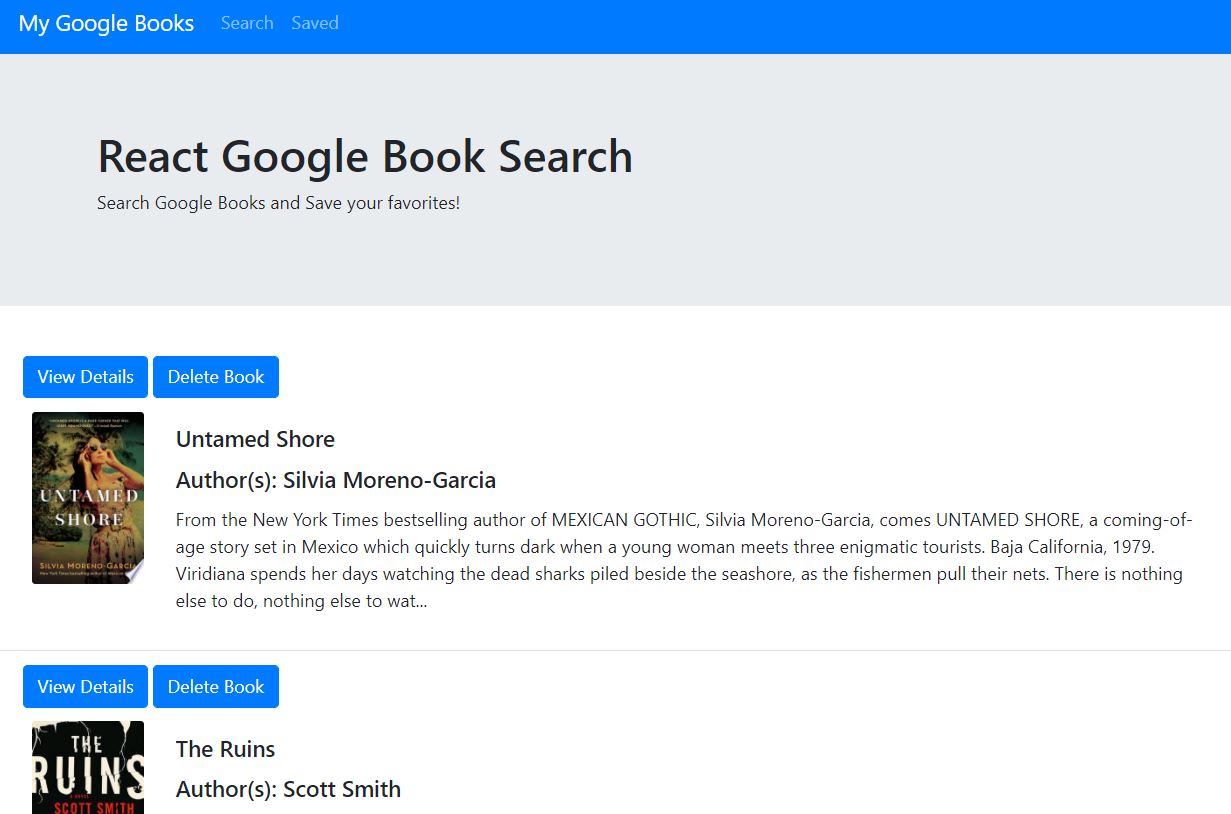 My Google Books Search Saved
React Google Book Search
Search Google Books and Save your favorites!
View Details Delete Book
UNTAMED
SHORE
SILVIA MORENO-GARCIA
Untamed Shore
Author(s): Silvia Moreno-Garcia
From the New York Times bestselling author of MEXICAN GOTHIC, Silvia Moreno-Garcia, comes UNTAMED SHORE, a coming-of-
age story set in Mexico which quickly turns dark when a young woman meets three enigmatic tourists. Baja California, 1979.
Viridiana spends her days watching the dead sharks piled beside the seashore, as the fishermen pull their nets. There is nothing
else to do, nothing else to wat...
View Details Delete Book
THE
RUINS
A NOVEL
SCOTT SMITH
The Ruins
Author(s): Scott Smith